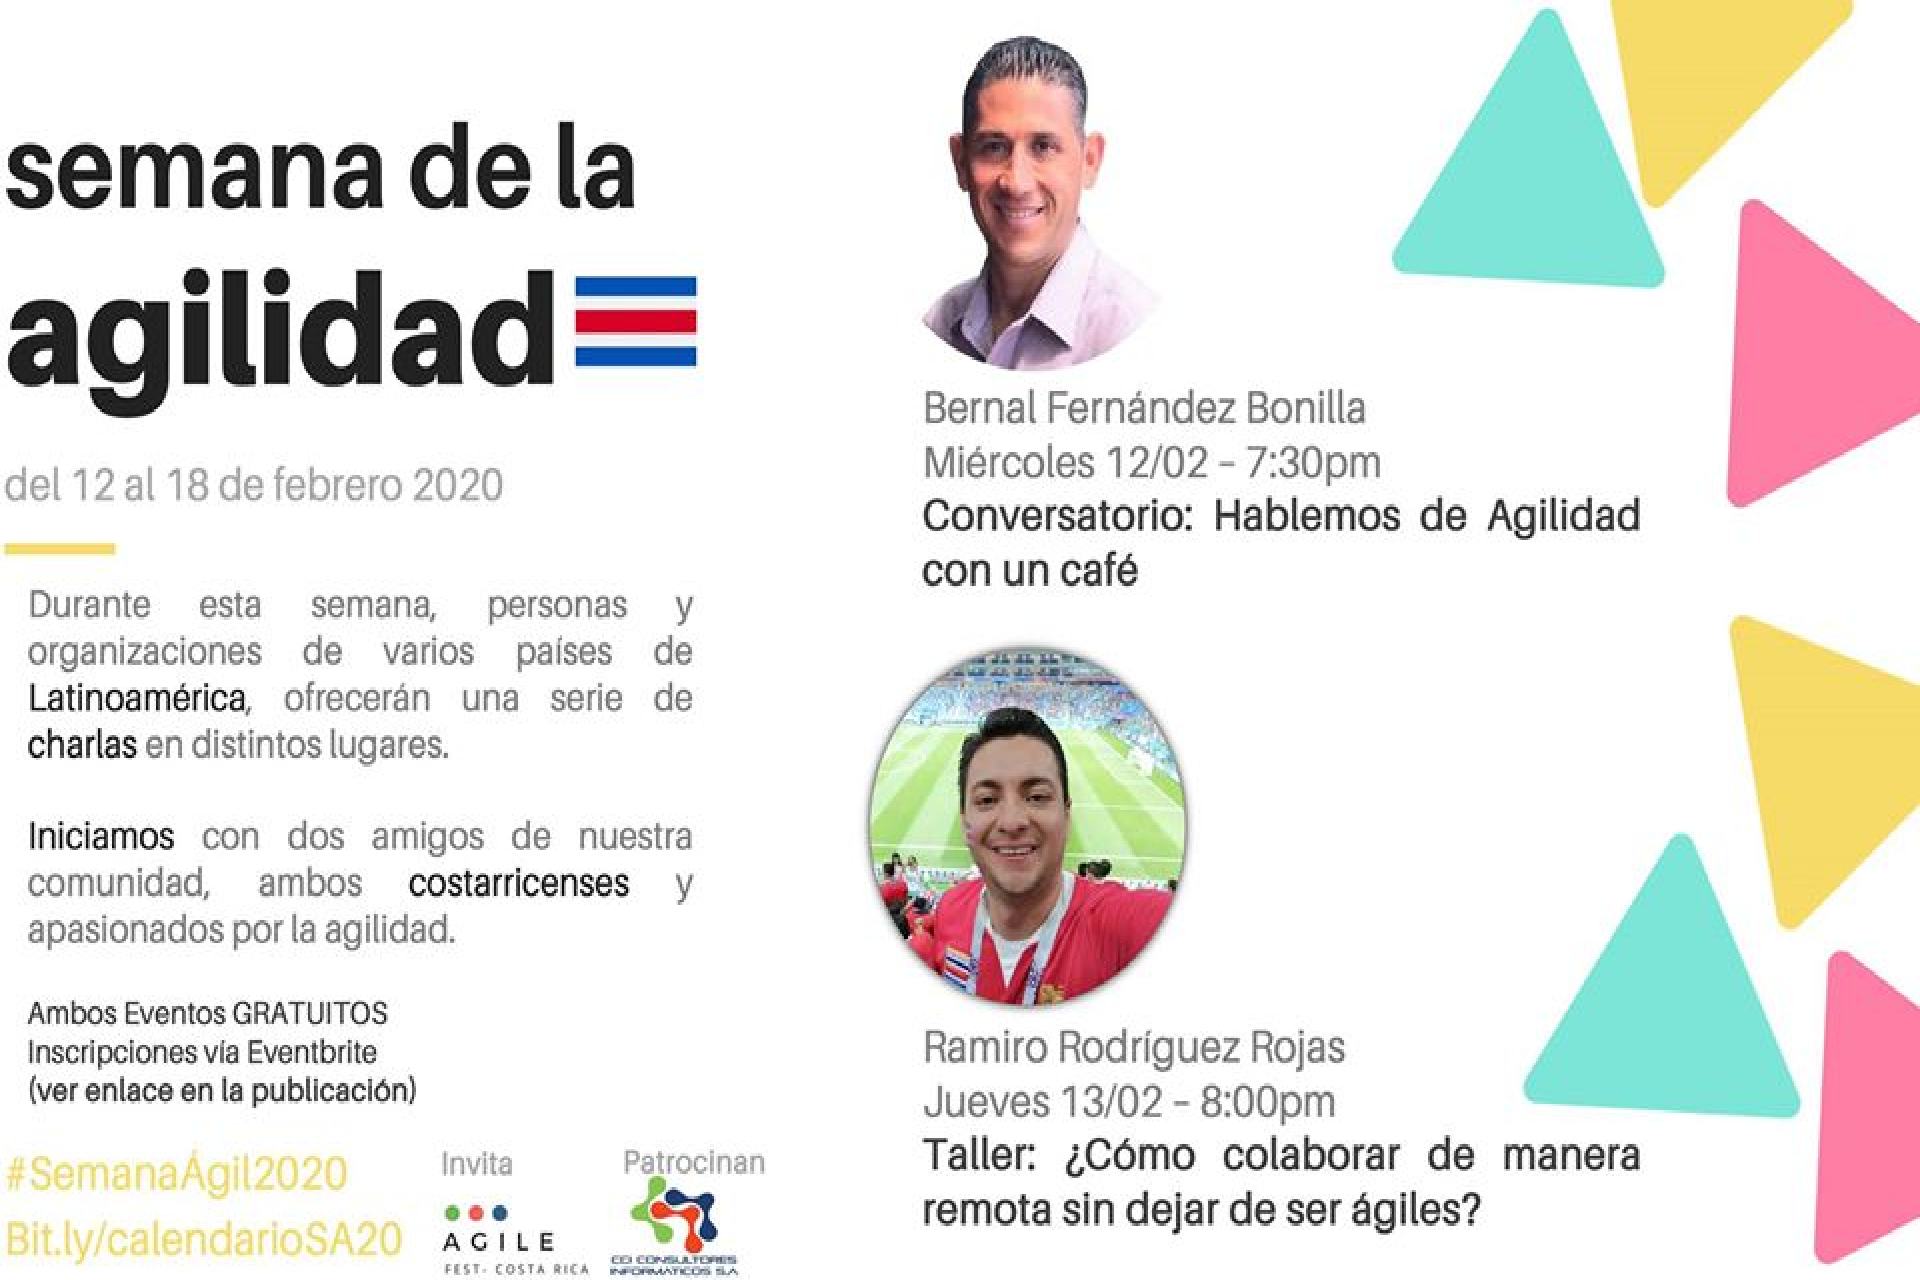 semana de la
agilidad
del 12 al 18 de febrero 2020
Durante esta semana, personas y
organizaciones de varios países de
Latinoamérica, ofrecerán una serie de
charlas en distintos lugares.
Iniciamos con dos amigos de nuestra
comunidad, ambos costarricenses y
apasionados por la agilidad.
Ambos Eventos GRATUITOS
Inscripciones vía Eventbrite
(ver enlace en la publicación)
#SemanaÁgil2020
Bit.ly/calendarioSA20
Invita
AGILE
FEST- COSTA RICA
Patrocinan
CCI CONSULTORES
INFORMATICOS S.A
Bernal Fernández Bonilla
Miércoles 12/02 – 7:30pm
Conversatorio: Hablemos de Agilidad
con un café
Ramiro Rodríguez Rojas
Jueves 13/02 – 8:00pm
Taller: ¿Cómo colaborar de manera
remota sin dejar de ser ágiles?